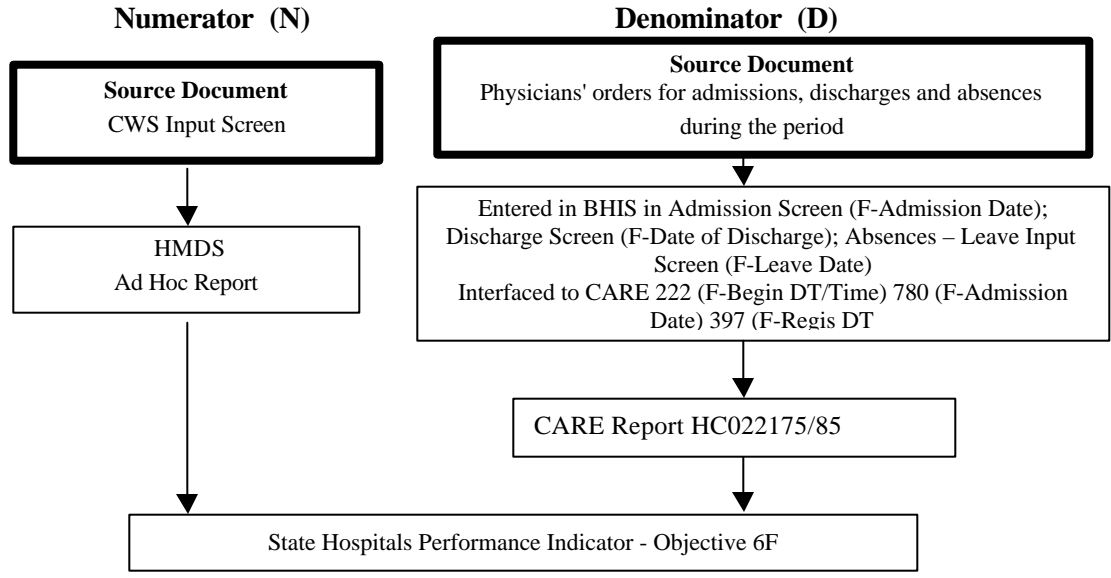 Numerator (N)
Denominator (D)
Source Document
CWS Input Screen
Source Document
Physicians' orders for admissions, discharges and absences
during the period
HMDS
Ad Hoc Report
Entered in BHIS in Admission Screen (F-Admission Date);
Discharge Screen (F-Date of Discharge); Absences – Leave Input
Screen (F-Leave Date)
Interfaced to CARE 222 (F-Begin DT/Time) 780 (F-Admission
Date) 397 (F-Regis DT
CARE Report HC022175/85
State Hospitals Performance Indicator - Objective 6F